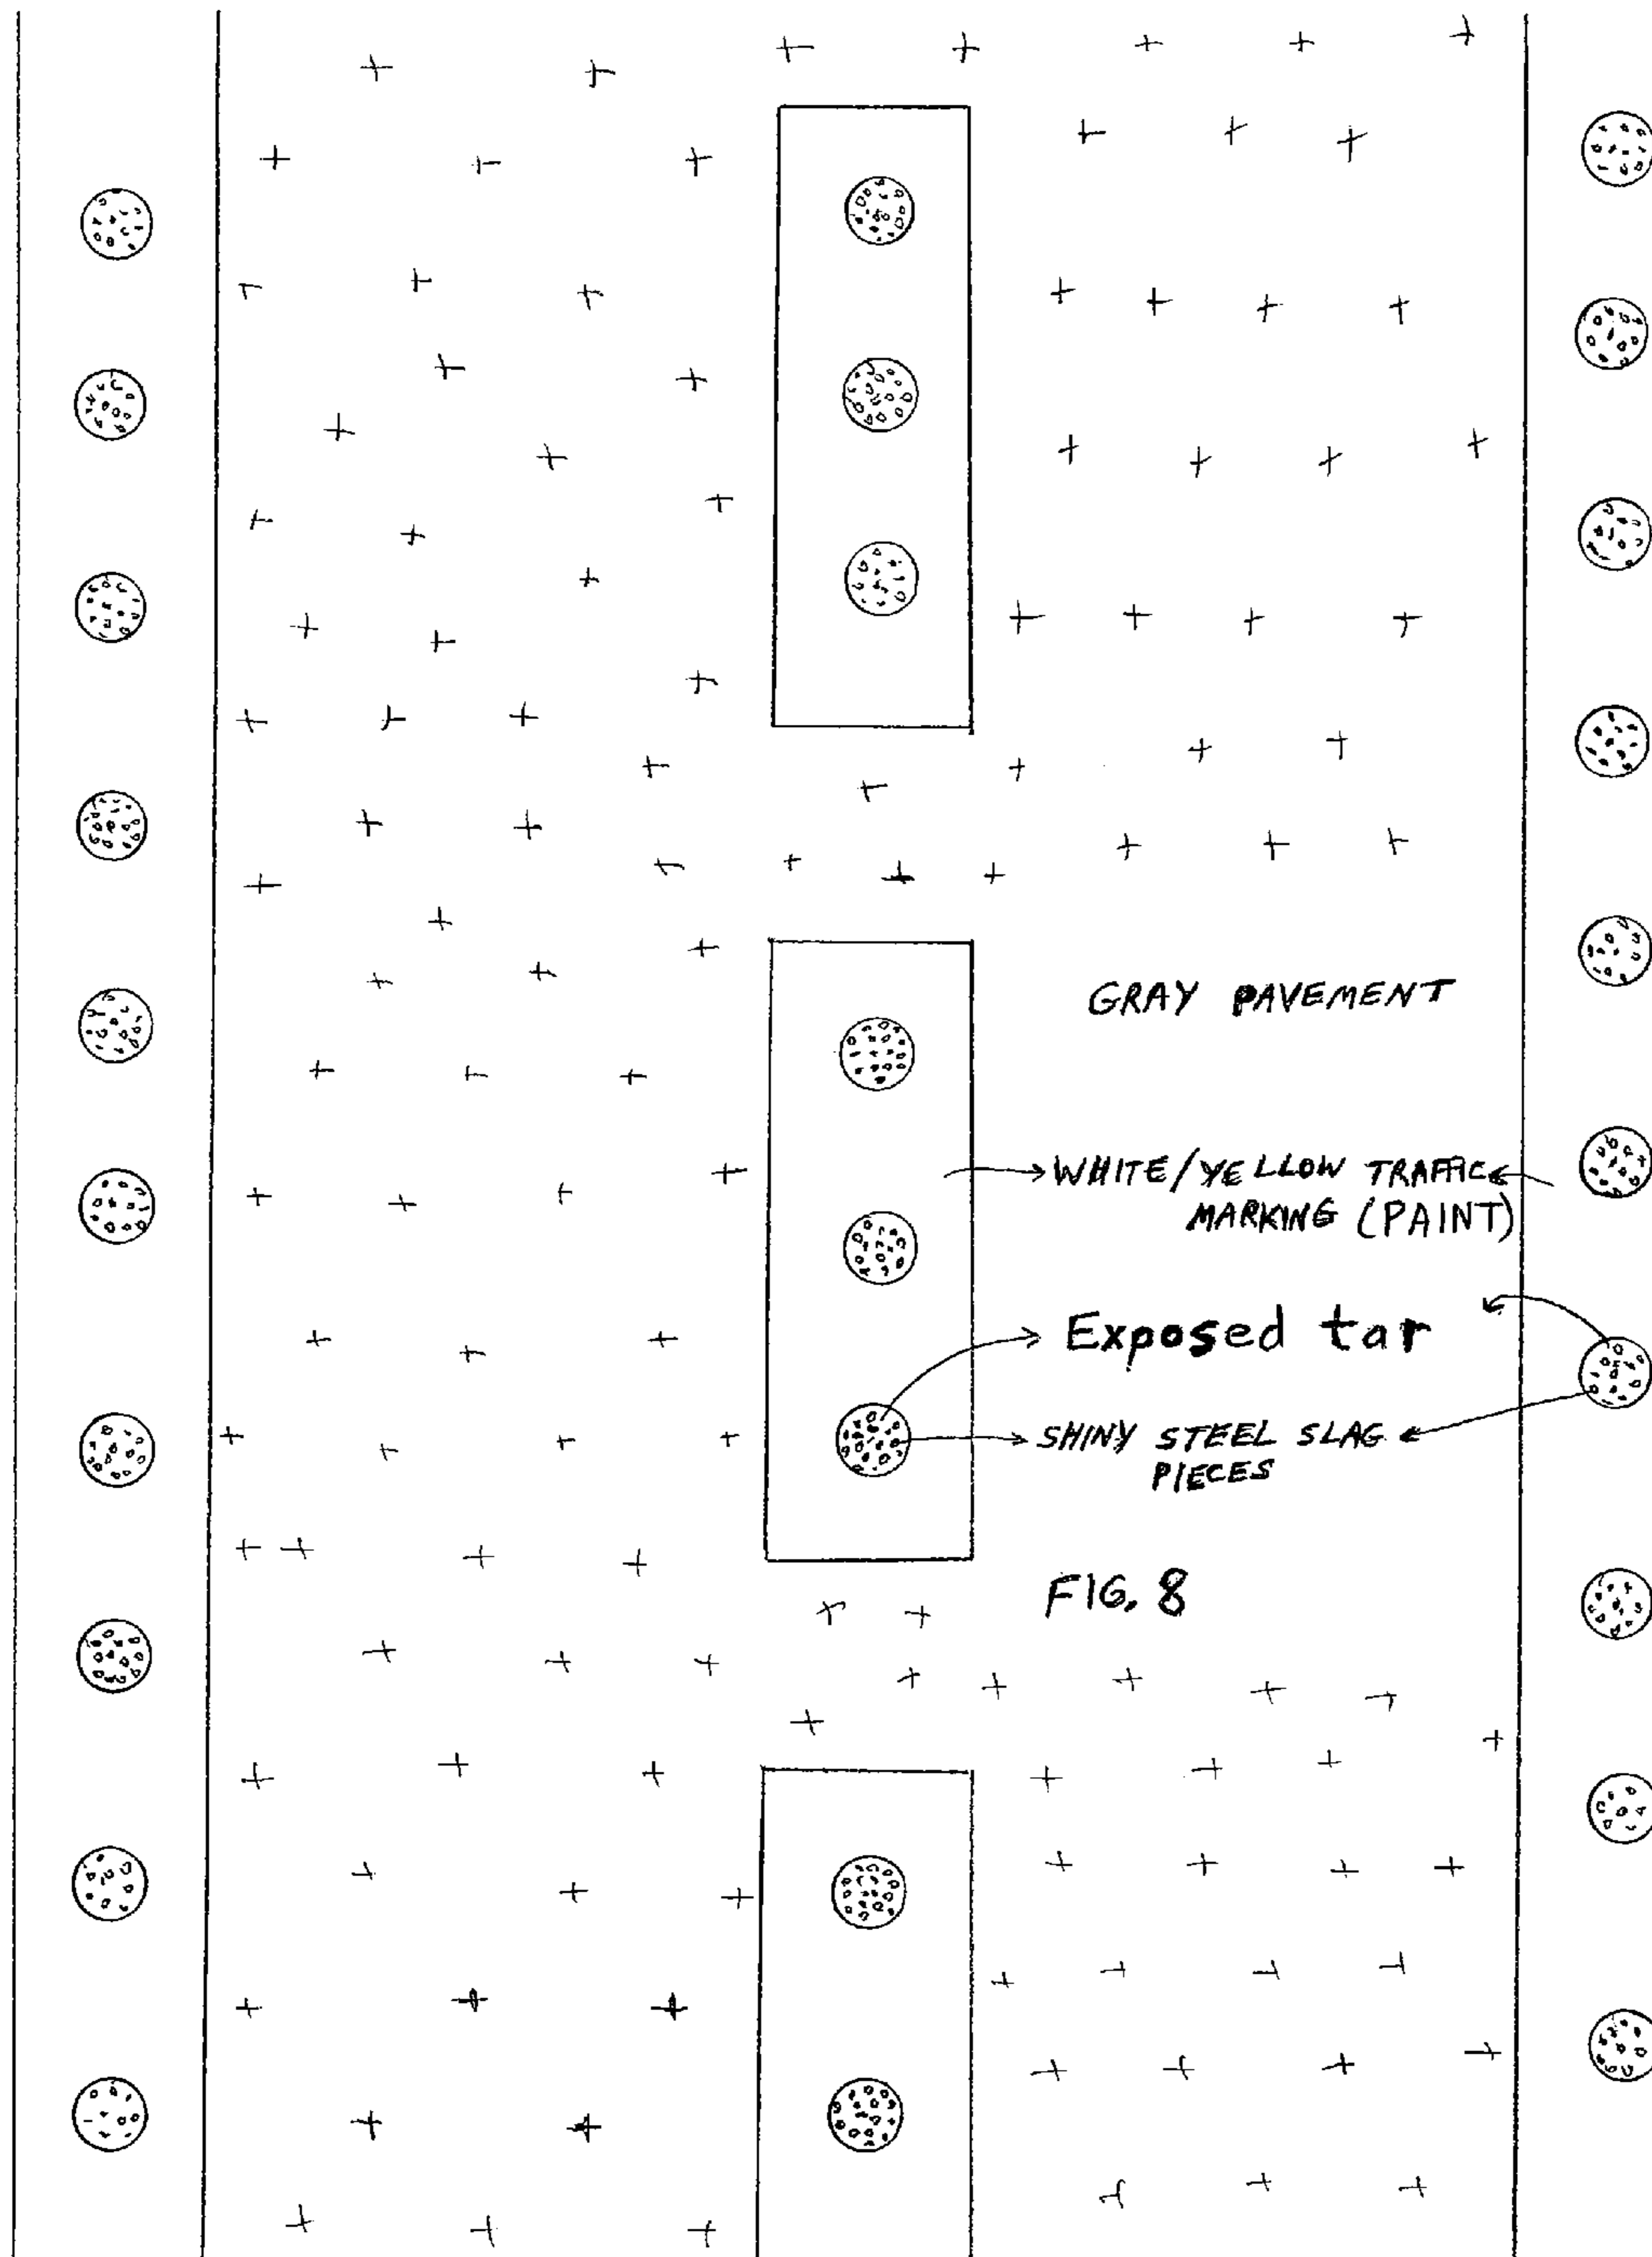 GRAY PAVEMENT
WHITE/YELLOW TRAFFIC
MARKING (PAINT)
Exposed tar
SHINY STEEL SLAG
PIECES
FIG. 8